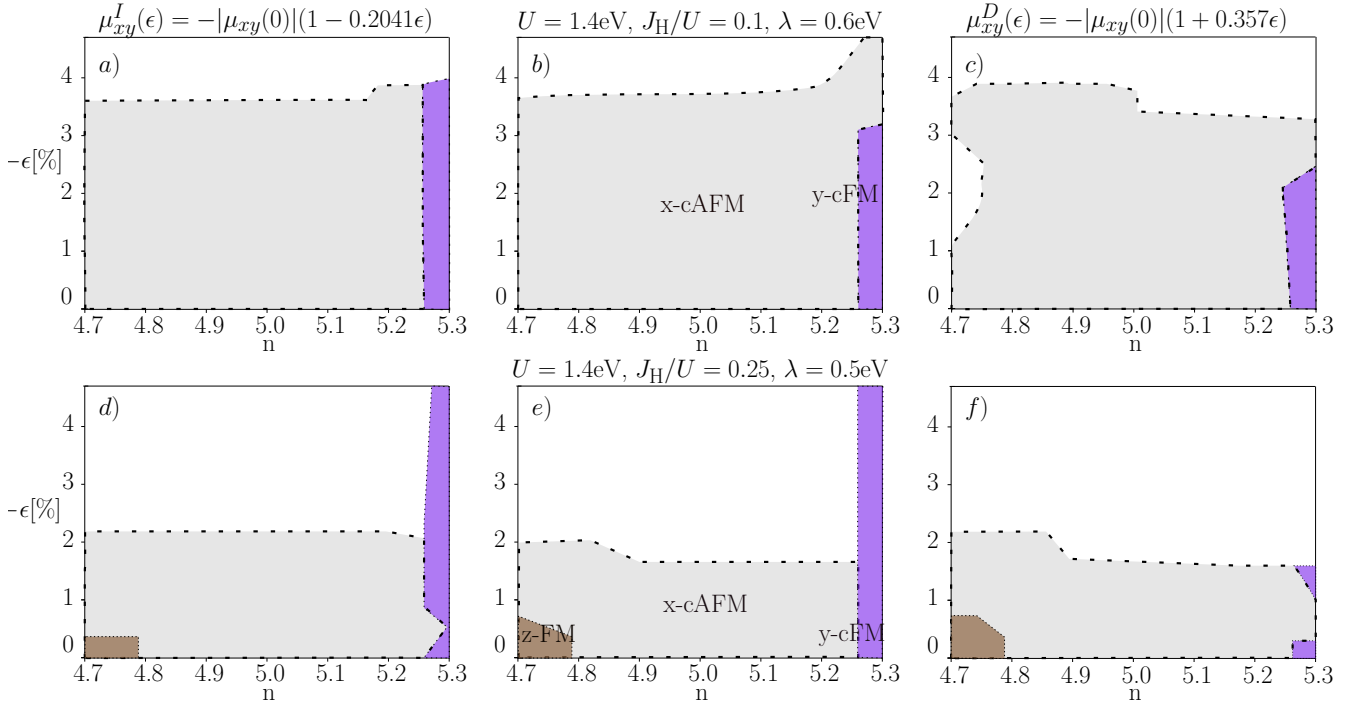 μ^I_xy(ϵ) = −|μ_xy(0)|(1 − 0.2041ϵ)
U = 1.4eV, J_H/U = 0.1, λ = 0.6eV
μ^D_xy(ϵ) = −|μ_xy(0)|(1 + 0.357ϵ)
a)
b)
c)
4
3
−ϵ[%]
2
1
0
4
3
2
1
0
4
3
2
1
0
x-cAFM
y-cFM
4.7 4.8 4.9 5.0 5.1 5.2 5.3
n
4.7 4.8 4.9 5.0 5.1 5.2 5.3
n
4.7 4.8 4.9 5.0 5.1 5.2 5.3
n
U = 1.4eV, J_H/U = 0.25, λ = 0.5eV
d)
e)
f)
4
3
−ϵ[%]
2
1
0
4
3
2
1
0
4
3
2
1
0
x-cAFM
z-FM
y-cFM
4.7 4.8 4.9 5.0 5.1 5.2 5.3
n
4.7 4.8 4.9 5.0 5.1 5.2 5.3
n
4.7 4.8 4.9 5.0 5.1 5.2 5.3
n